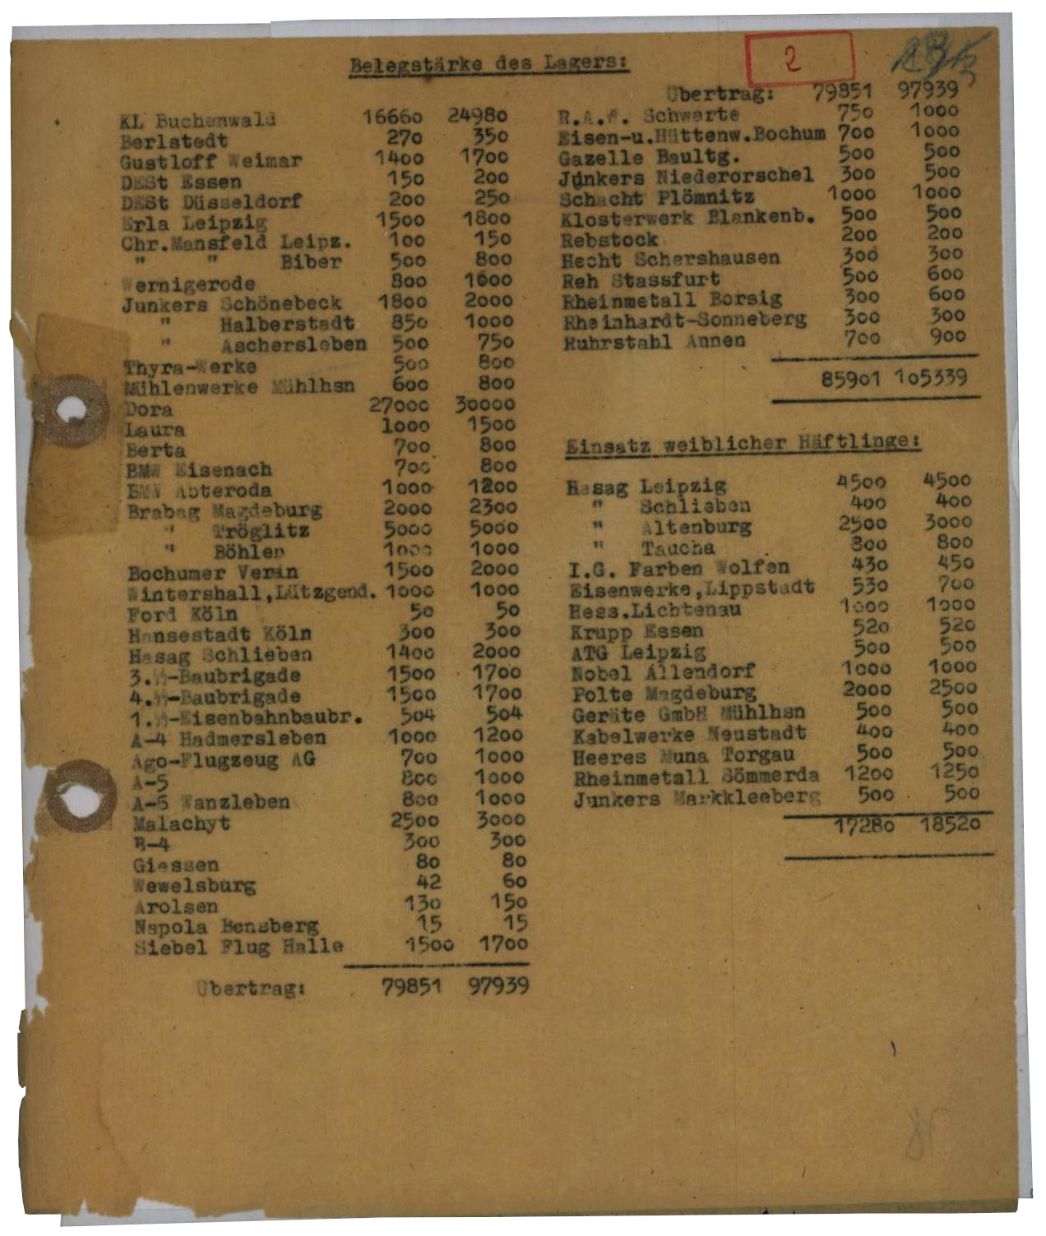 Belegstärke des Lagers:
2
KL Buchenwald 16660 24980
Berlstedt 270 350
Gustloff Weimar 1400 1700
DESt Essen 150 200
DESt Düsseldorf 200 250
Erla Leipzig 1500 1800
Chr.Mansfeld Leipz. 100 150
" " Biber 500 800
Wernigerode 800 1600
Junkers Schönebeck 1800 2000
" Halberstadt 850 1000
" Aschersleben 500 750
Thyra-Werke 500 800
Mühlenwerke Mühlhsn 600 800
Dora 27000 30000
Laura 1000 1500
Berta 700 800
BMW Eisenach 700 800
BMW Abteroda 1000 1200
Brabag Magdeburg 2000 2300
" Tröglitz 5000 5000
" Böhlen 1000 1000
Bochumer Verin 1500 2000
Wintershall,Lützgend. 1000 1000
Ford Köln 50 50
Hansestadt Köln 300 300
Hasag Schlieben 1400 2000
3.SS-Baubrigade 1500 1700
4.SS-Baubrigade 1500 1700
1.SS-Eisenbahnbaubr. 504 504
A-4 Hadmersleben 1000 1200
Ago-Flugzeug AG 700 1000
A-5 800 1000
A-6 Wanzleben 800 1000
Malachyt 2500 3000
B-4 300 300
Giessen 80 80
Wewelsburg 42 60
Arolsen 130 150
Napola Bensberg 15 15
Siebel Flug Halle 1500 1700
Übertrag: 79851 97939
Übertrag: 79851 97939
R.A.W. Schwerte 750 1000
Eisen-u.Hüttenw.Bochum 700 1000
Gazelle Baultg. 500 500
Junkers Niederorschel 300 500
Schacht Plömnitz 1000 1000
Klosterwerk Blankenb. 500 500
Rebstock 200 200
Hecht Schershausen 300 300
Reh Stassfurt 500 600
Rheinmetall Borsig 300 600
Rheinhardt-Sonneberg 300 300
Ruhrstahl Annen 700 900
85901 105339
Einsatz weiblicher Häftlinge:
Hasag Leipzig 4500 4500
" Schlieben 400 400
" Altenburg 2500 3000
" Taucha 800 800
I.G. Farben Wolfen 430 450
Eisenwerke,Lippstadt 530 700
Hess.Lichtenau 1000 1000
Krupp Essen 520 520
ATG Leipzig 500 500
Nobel Allendorf 1000 1000
Polte Magdeburg 2000 2500
Geräte GmbH Mühlhsn 500 500
Kabelwerke Neustadt 400 400
Heeres Muna Torgau 500 500
Rheinmetall Sömmerda 1200 1250
Junkers Markkleeberg 500 500
17280 18520